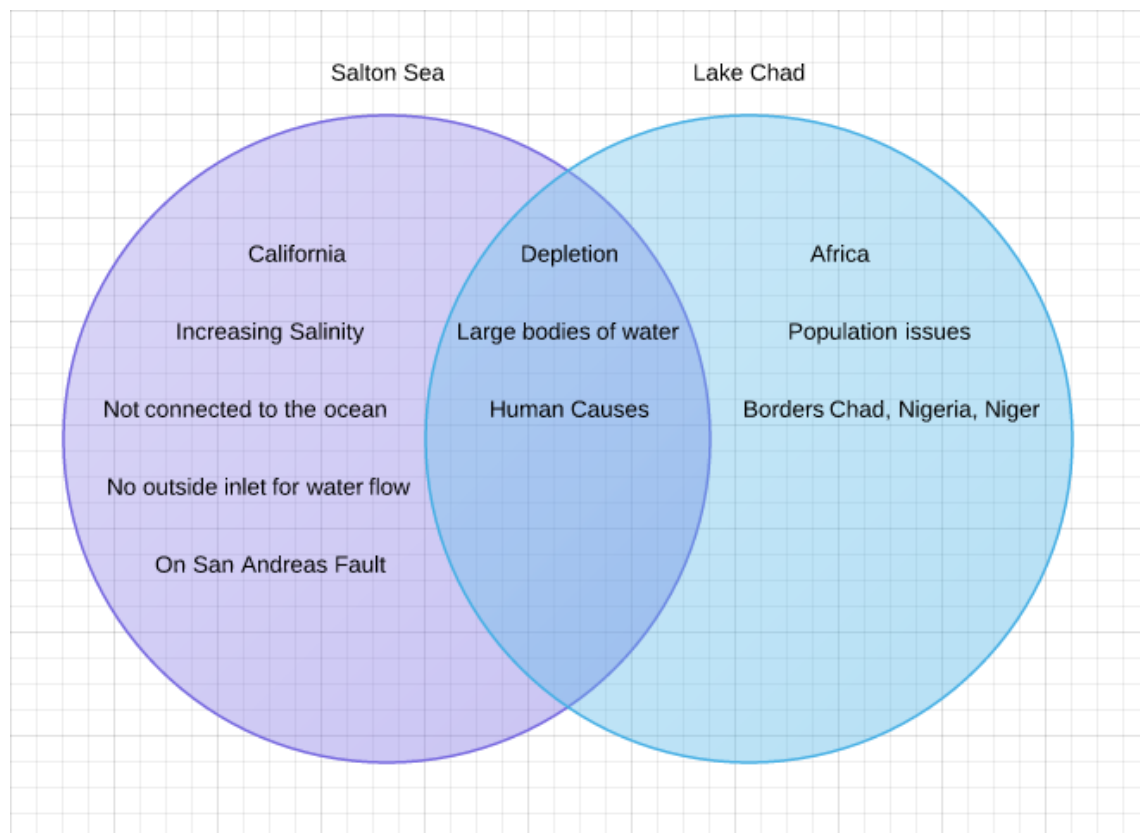 Salton Sea
Lake Chad
California
Increasing Salinity
Not connected to the ocean
No outside inlet for water flow
On San Andreas Fault
Depletion
Large bodies of water
Human Causes
Africa
Population issues
Borders Chad, Nigeria, Niger